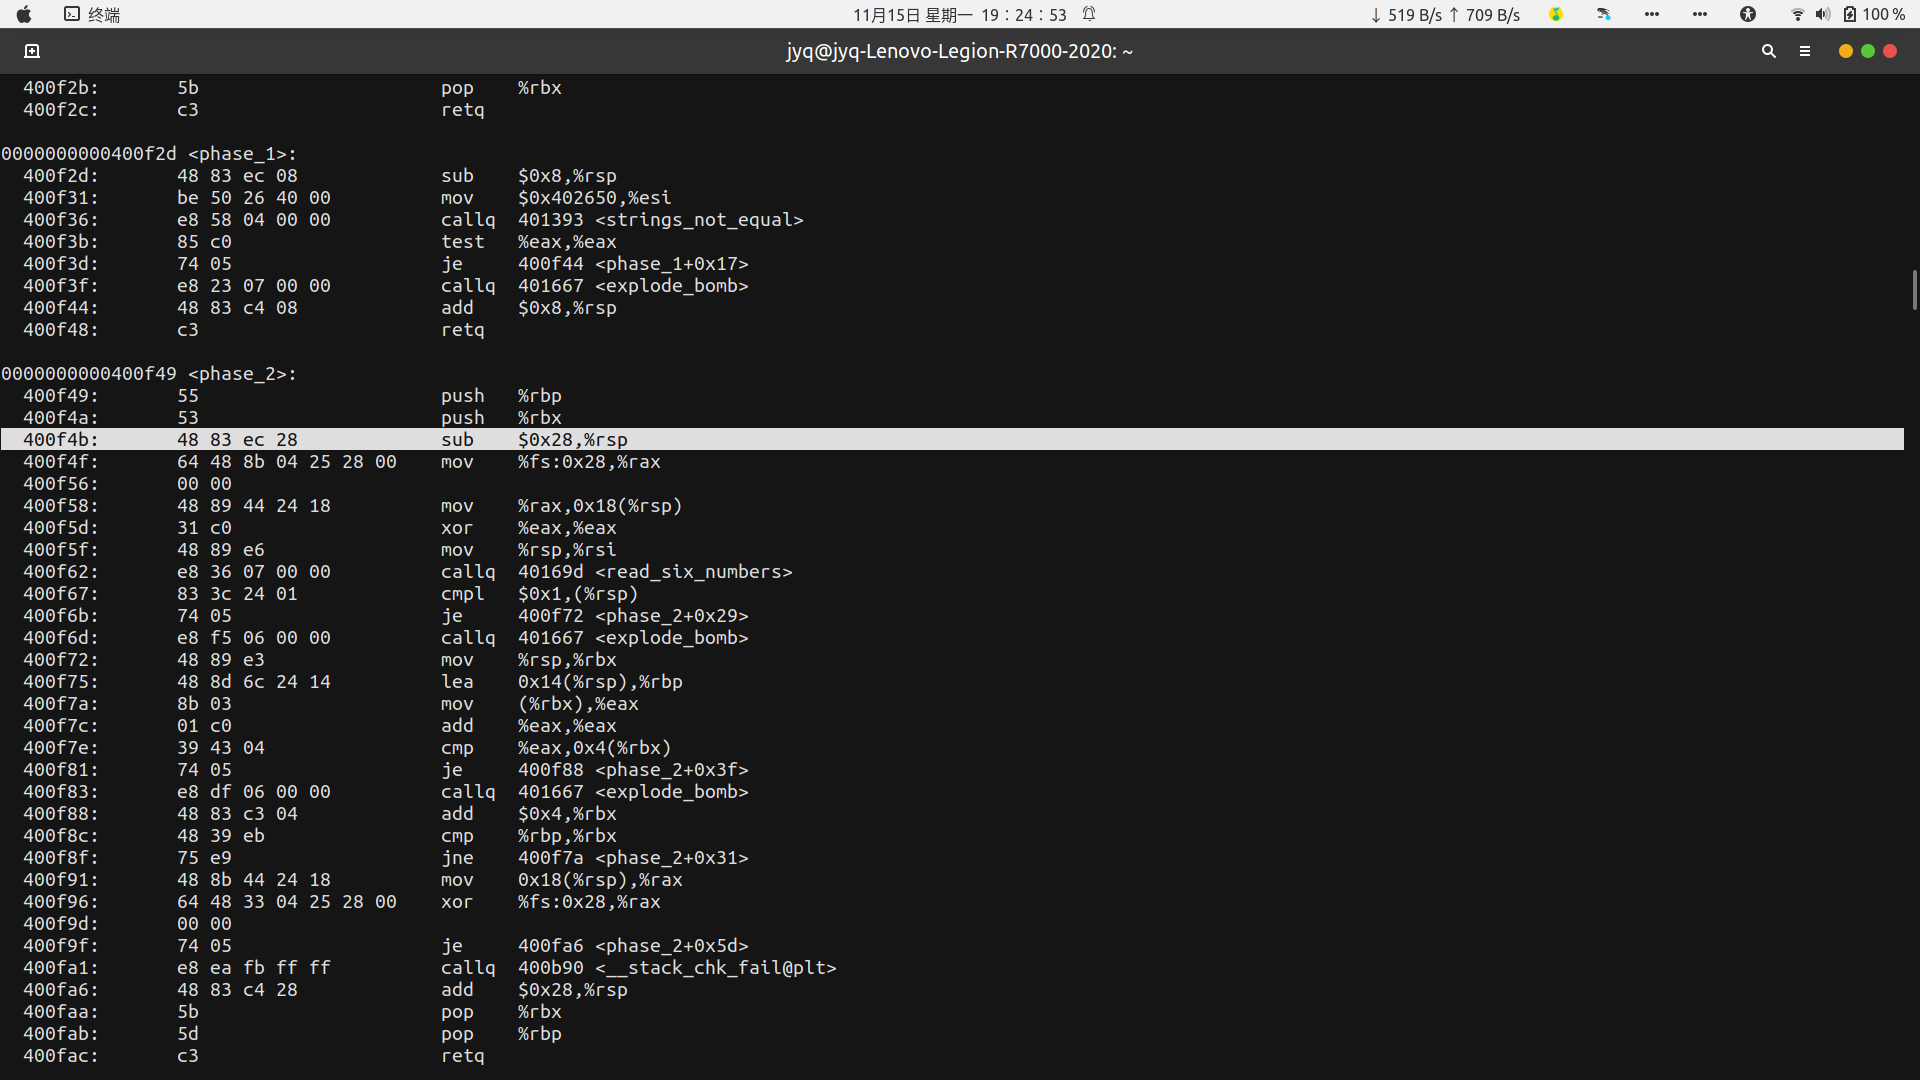 终端 11月15日 星期一 19：24：53 ↓ 519 B/s ↑ 709 B/s 100 %
jyq@jyq-Lenovo-Legion-R7000-2020: ~
400f2b: 5b pop %rbx
400f2c: c3 retq
0000000000400f2d <phase_1>:
400f2d: 48 83 ec 08 sub $0x8,%rsp
400f31: be 50 26 40 00 mov $0x402650,%esi
400f36: e8 58 04 00 00 callq 401393 <strings_not_equal>
400f3b: 85 c0 test %eax,%eax
400f3d: 74 05 je 400f44 <phase_1+0x17>
400f3f: e8 23 07 00 00 callq 401667 <explode_bomb>
400f44: 48 83 c4 08 add $0x8,%rsp
400f48: c3 retq
0000000000400f49 <phase_2>:
400f49: 55 push %rbp
400f4a: 53 push %rbx
400f4b: 48 83 ec 28 sub $0x28,%rsp
400f4f: 64 48 8b 04 25 28 00 mov %fs:0x28,%rax
400f56: 00 00
400f58: 48 89 44 24 18 mov %rax,0x18(%rsp)
400f5d: 31 c0 xor %eax,%eax
400f5f: 48 89 e6 mov %rsp,%rsi
400f62: e8 36 07 00 00 callq 40169d <read_six_numbers>
400f67: 83 3c 24 01 cmpl $0x1,(%rsp)
400f6b: 74 05 je 400f72 <phase_2+0x29>
400f6d: e8 f5 06 00 00 callq 401667 <explode_bomb>
400f72: 48 89 e3 mov %rsp,%rbx
400f75: 48 8d 6c 24 14 lea 0x14(%rsp),%rbp
400f7a: 8b 03 mov (%rbx),%eax
400f7c: 01 c0 add %eax,%eax
400f7e: 39 43 04 cmp %eax,0x4(%rbx)
400f81: 74 05 je 400f88 <phase_2+0x3f>
400f83: e8 df 06 00 00 callq 401667 <explode_bomb>
400f88: 48 83 c3 04 add $0x4,%rbx
400f8c: 48 39 eb cmp %rbp,%rbx
400f8f: 75 e9 jne 400f7a <phase_2+0x31>
400f91: 48 8b 44 24 18 mov 0x18(%rsp),%rax
400f96: 64 48 33 04 25 28 00 xor %fs:0x28,%rax
400f9d: 00 00
400f9f: 74 05 je 400fa6 <phase_2+0x5d>
400fa1: e8 ea fb ff ff callq 400b90 <__stack_chk_fail@plt>
400fa6: 48 83 c4 28 add $0x28,%rsp
400faa: 5b pop %rbx
400fab: 5d pop %rbp
400fac: c3 retq